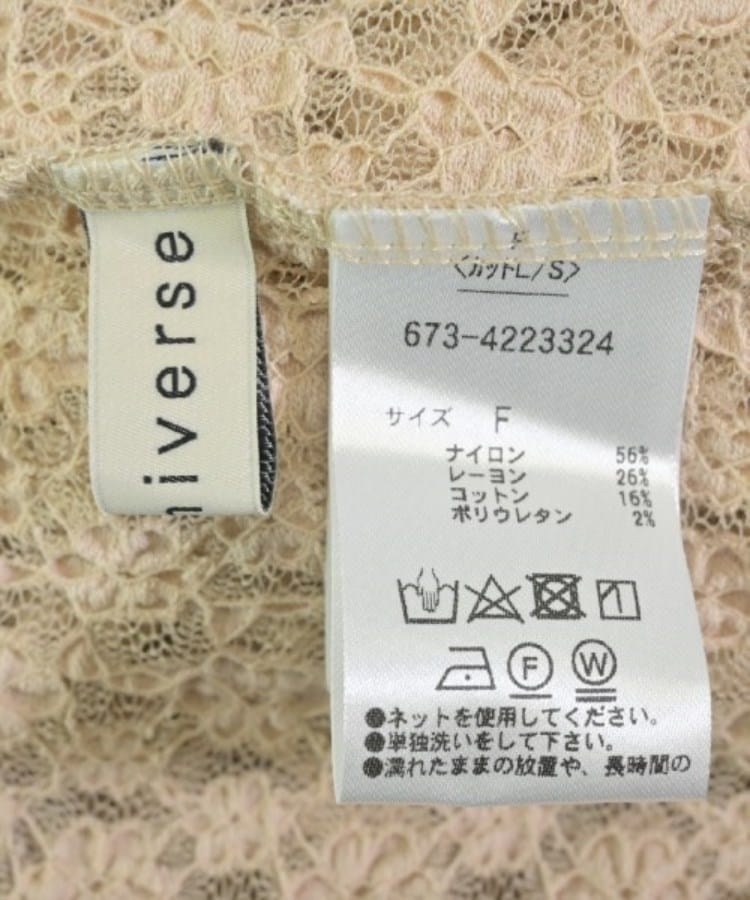 niverse
〈カットL/S〉
673-4223324
サイズ F
ナイロン 56%
レーヨン 26%
コットン 16%
ポリウレタン 2%
F W
●ネットを使用してください。
●単独洗いをして下さい。
●濡れたままの放置や、長時間の